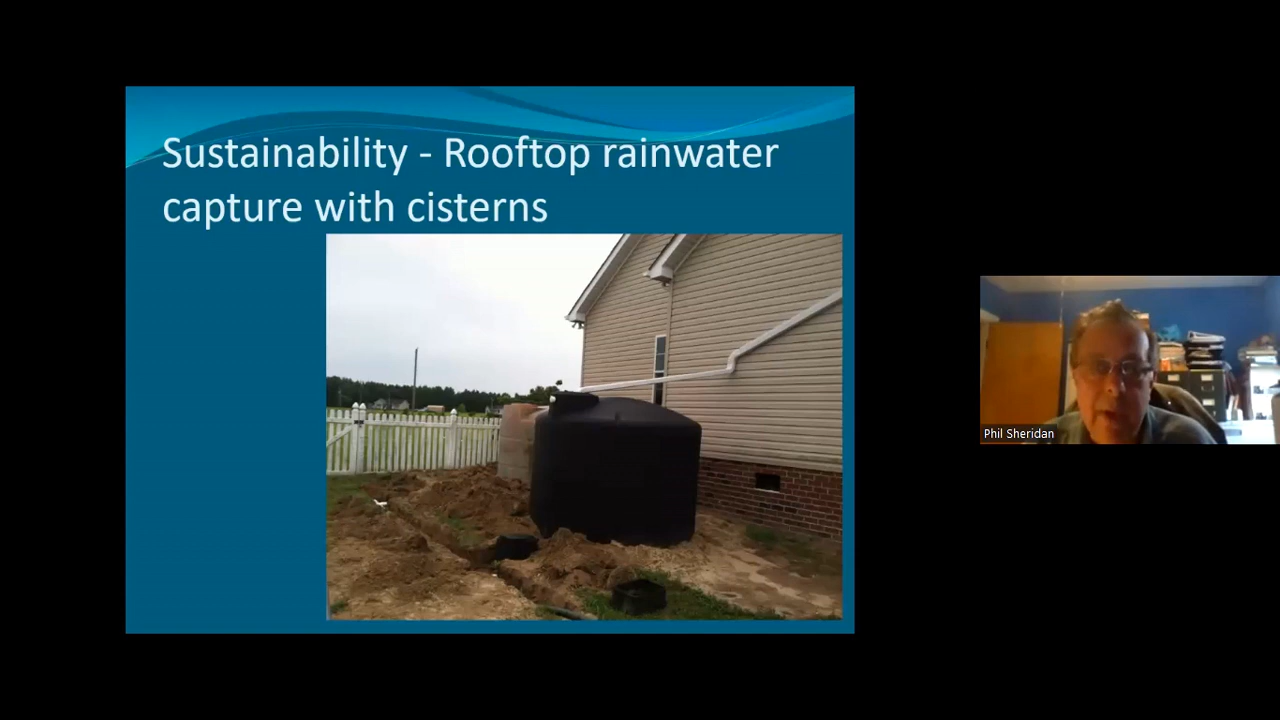 Sustainability - Rooftop rainwater
capture with cisterns
Phil Sheridan